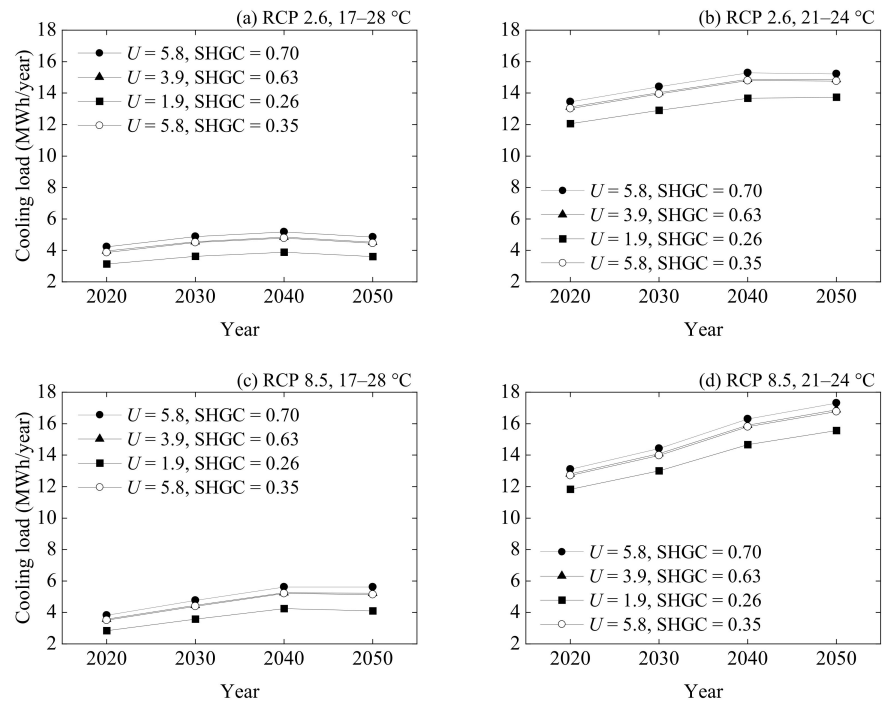 (a) RCP 2.6, 17–28 °C
18
16
14
12
10
8
6
4
2
Cooling load (MWh/year)
U = 5.8, SHGC = 0.70
U = 3.9, SHGC = 0.63
U = 1.9, SHGC = 0.26
U = 5.8, SHGC = 0.35
2020 2030 2040 2050
Year
(b) RCP 2.6, 21–24 °C
18
16
14
12
10
8
6
4
2
U = 5.8, SHGC = 0.70
U = 3.9, SHGC = 0.63
U = 1.9, SHGC = 0.26
U = 5.8, SHGC = 0.35
2020 2030 2040 2050
Year
(c) RCP 8.5, 17–28 °C
18
16
14
12
10
8
6
4
2
Cooling load (MWh/year)
U = 5.8, SHGC = 0.70
U = 3.9, SHGC = 0.63
U = 1.9, SHGC = 0.26
U = 5.8, SHGC = 0.35
2020 2030 2040 2050
Year
(d) RCP 8.5, 21–24 °C
18
16
14
12
10
8
6
4
2
U = 5.8, SHGC = 0.70
U = 3.9, SHGC = 0.63
U = 1.9, SHGC = 0.26
U = 5.8, SHGC = 0.35
2020 2030 2040 2050
Year